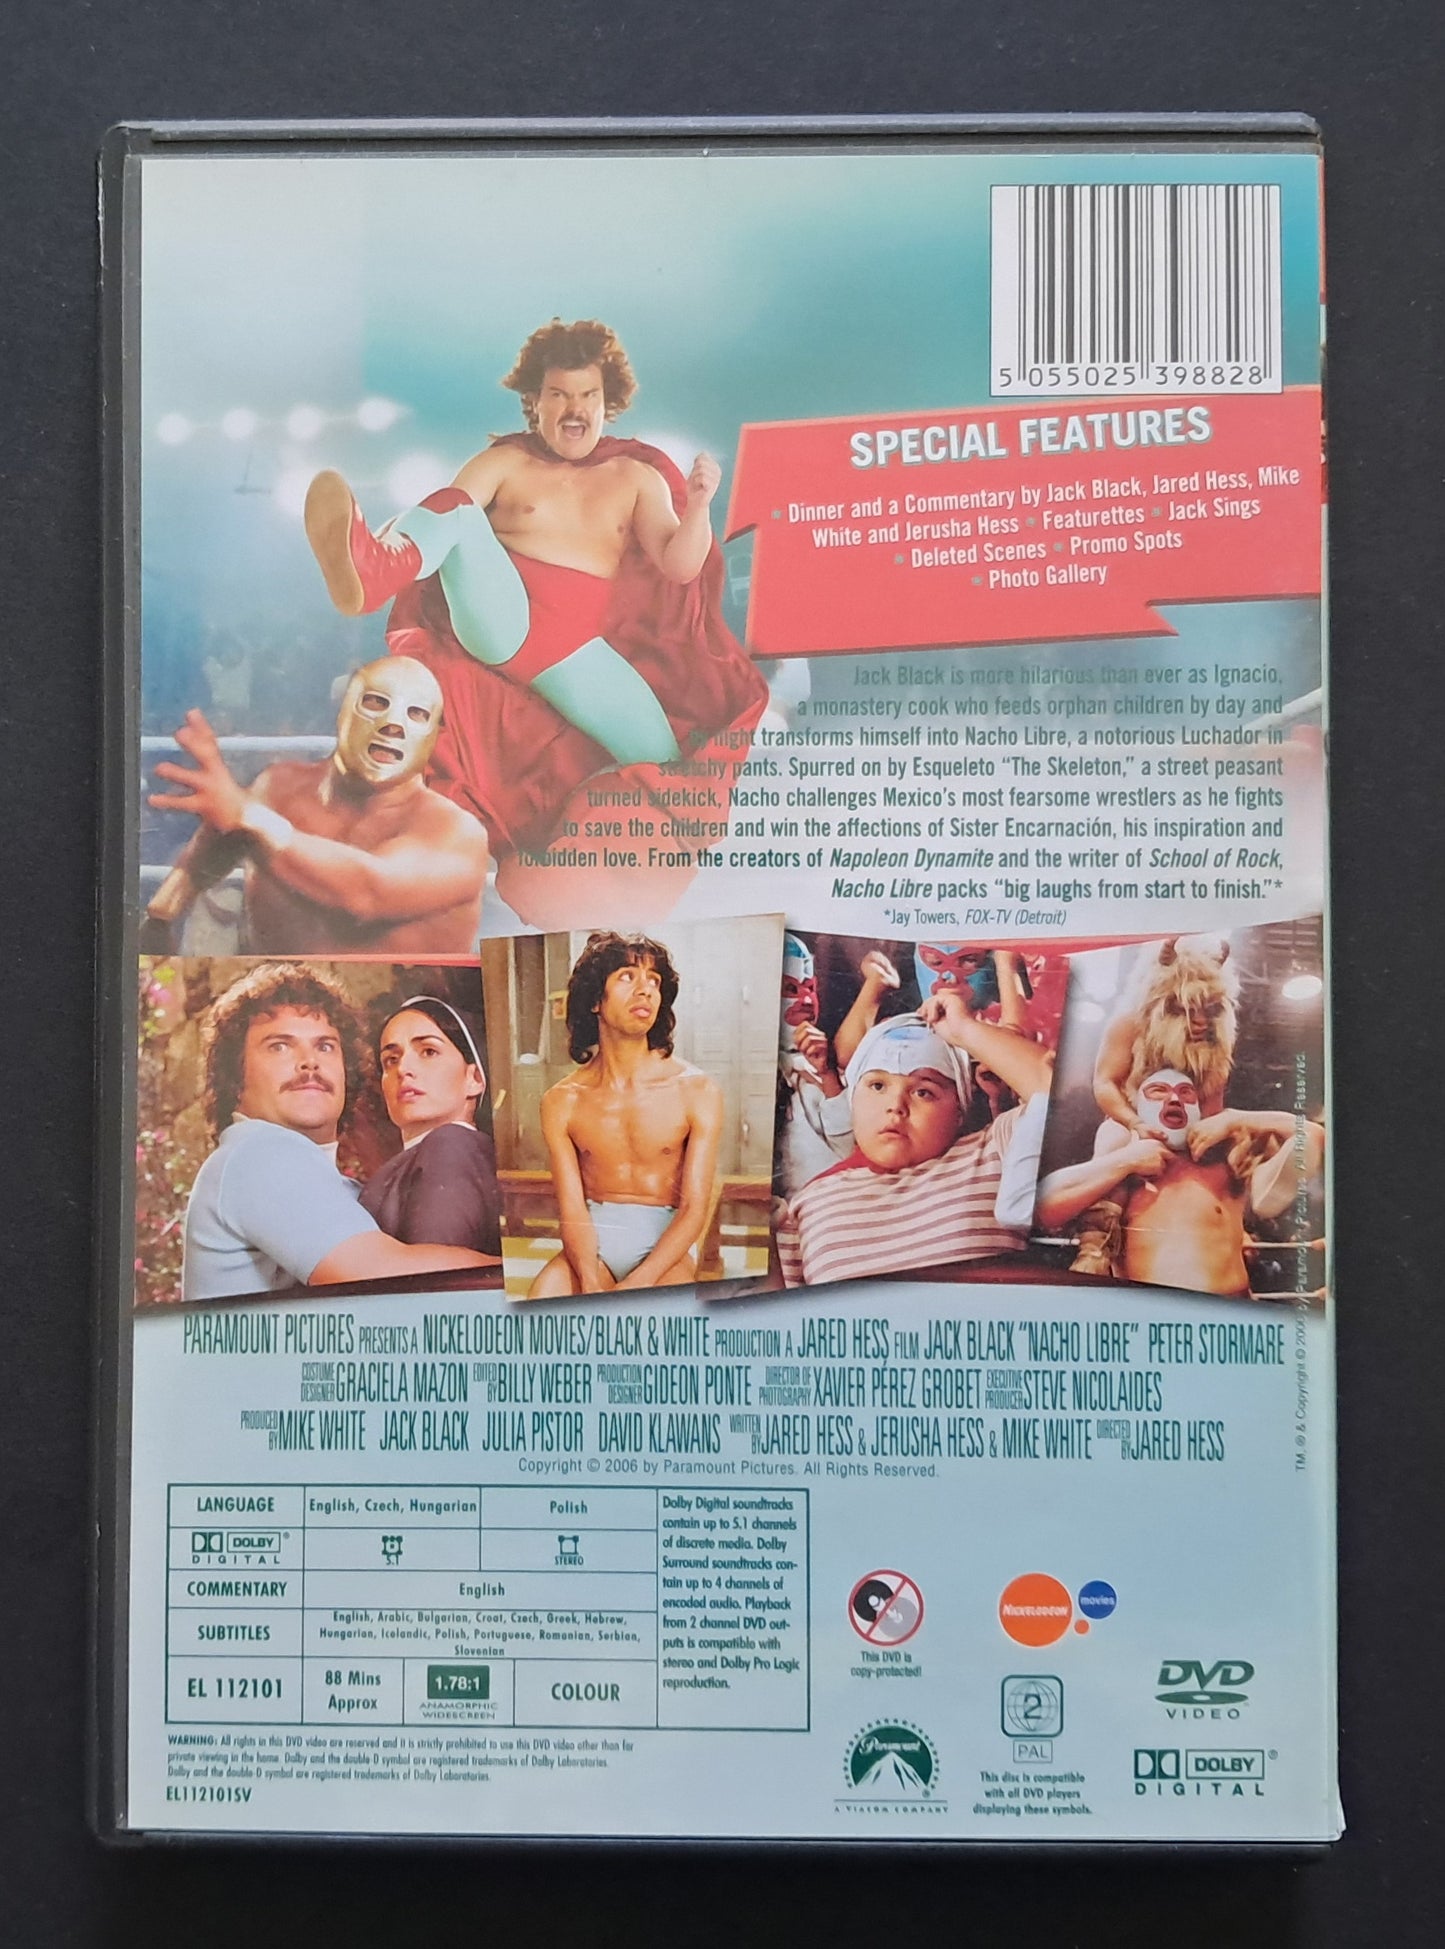 5 055025 398828
SPECIAL FEATURES
• Dinner and a Commentary by Jack Black, Jared Hess, Mike
White and Jerusha Hess • Featurettes • Jack Sings
• Deleted Scenes • Promo Spots
• Photo Gallery
Jack Black is more hilarious than ever as Ignacio,
a monastery cook who feeds orphan children by day and
by night transforms himself into Nacho Libre, a notorious Luchador in
stretchy pants. Spurred on by Esqueleto “The Skeleton,” a street peasant
turned sidekick, Nacho challenges Mexico’s most fearsome wrestlers as he fights
to save the children and win the affections of Sister Encarnación, his inspiration and
forbidden love. From the creators of Napoleon Dynamite and the writer of School of Rock,
Nacho Libre packs “big laughs from start to finish.”*
*Jay Towers, FOX-TV (Detroit)
PARAMOUNT PICTURES PRESENTS A NICKELODEON MOVIES/BLACK & WHITE PRODUCTION A JARED HESS FILM JACK BLACK “NACHO LIBRE” PETER STORMARE
COSTUME DESIGNER GRACIELA MAZON EDITED BY BILLY WEBER PRODUCTION DESIGNER GIDEON PONTE DIRECTOR OF PHOTOGRAPHY XAVIER PÉREZ GROBET EXECUTIVE PRODUCER STEVE NICOLAIDES
PRODUCED BY MIKE WHITE JACK BLACK JULIA PISTOR DAVID KLAWANS WRITTEN BY JARED HESS & JERUSHA HESS & MIKE WHITE DIRECTED BY JARED HESS
Copyright © 2006 by Paramount Pictures. All Rights Reserved.
TM, ® & Copyright © 2006 by Paramount Pictures. All Rights Reserved.
LANGUAGE English, Czech, Hungarian Polish
DOLBY DIGITAL 5.1 STEREO
COMMENTARY English
SUBTITLES
English, Arabic, Bulgarian, Croat, Czech, Greek, Hebrew,
Hungarian, Icelandic, Polish, Portuguese, Romanian, Serbian,
Slovenian
EL 112101
88 Mins
Approx
1.78:1
ANAMORPHIC
WIDESCREEN
COLOUR
Dolby Digital soundtracks
contain up to 5.1 channels
of discrete media. Dolby
Surround soundtracks con-
tain up to 4 channels of
encoded audio. Playback
from 2 channel DVD out-
puts is compatible with
stereo and Dolby Pro Logic
reproduction.
WARNING: All rights in this DVD video are reserved and it is strictly prohibited to use this DVD video other than for
private viewing in the home. Dolby and the double-D symbol are registered trademarks of Dolby Laboratories.
Dolby and the double-D symbol are registered trademarks of Dolby Laboratories.
EL112101SV
This DVD is
copy-protected!
NICKELODEON movies
Paramount
A VIACOM COMPANY
2
PAL
This disc is compatible
with all DVD players
displaying these symbols.
DVD
VIDEO
DOLBY
DIGITAL